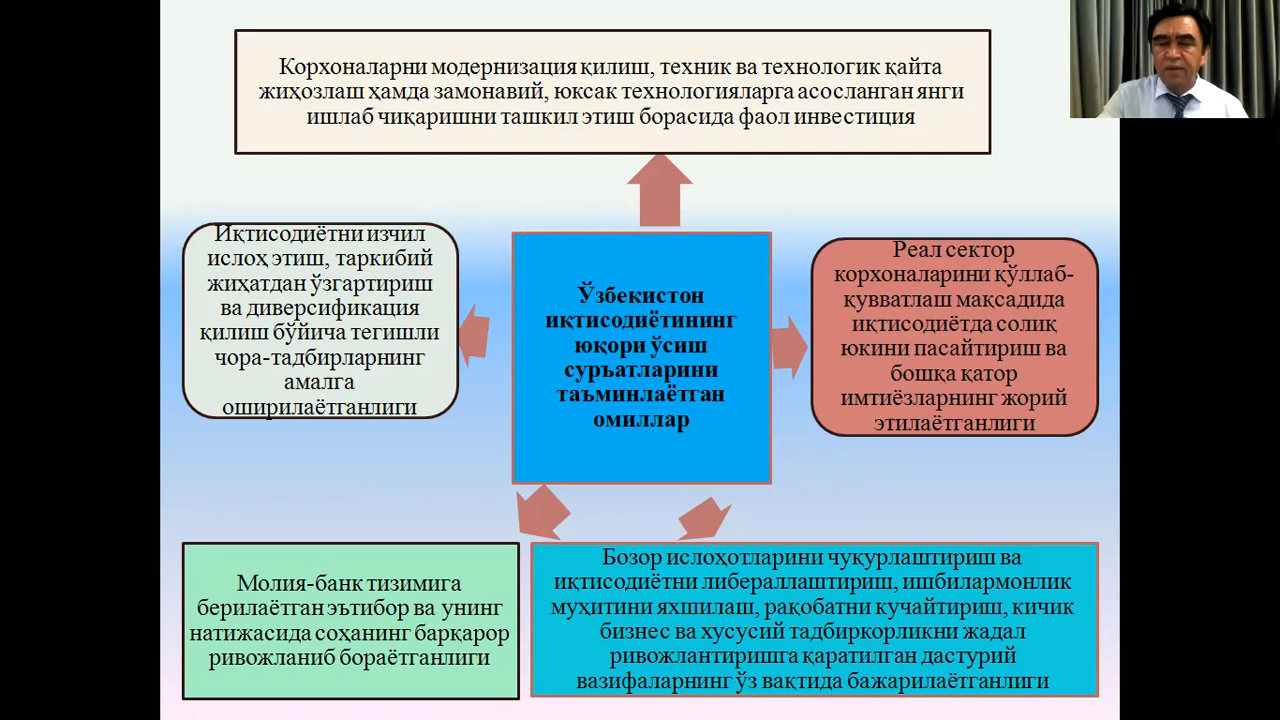 Корхоналарни модернизация қилиш, техник ва технологик қайта
жиҳозлаш ҳамда замонавий, юксак технологияларга асосланган янги
ишлаб чиқаришни ташкил этиш борасида фаол инвестиция
Иқтисодиётни изчил
ислоҳ этиш, таркибий
жиҳатдан ўзгартириш
ва диверсификация
қилиш бўйича тегишли
чора-тадбирларнинг
амалга
оширилаётганлиги
Ўзбекистон
иқтисодиётининг
юқори ўсиш
суръатларини
таъминлаётган
омиллар
Реал сектор
корхоналарини қўллаб-
қувватлаш мақсадида
иқтисодиётда солиқ
юкини пасайтириш ва
бошқа қатор
имтиёзларнинг жорий
этилаётганлиги
Молия-банк тизимига
берилаётган эътибор ва унинг
натижасида соҳанинг барқарор
ривожланиб бораётганлиги
Бозор ислоҳотларини чуқурлаштириш ва
иқтисодиётни либераллаштириш, ишбилармонлик
муҳитини яхшилаш, рақобатни кучайтириш, кичик
бизнес ва хусусий тадбиркорликни жадал
ривожлантиришга қаратилган дастурий
вазифаларнинг ўз вақтида бажарилаётганлиги